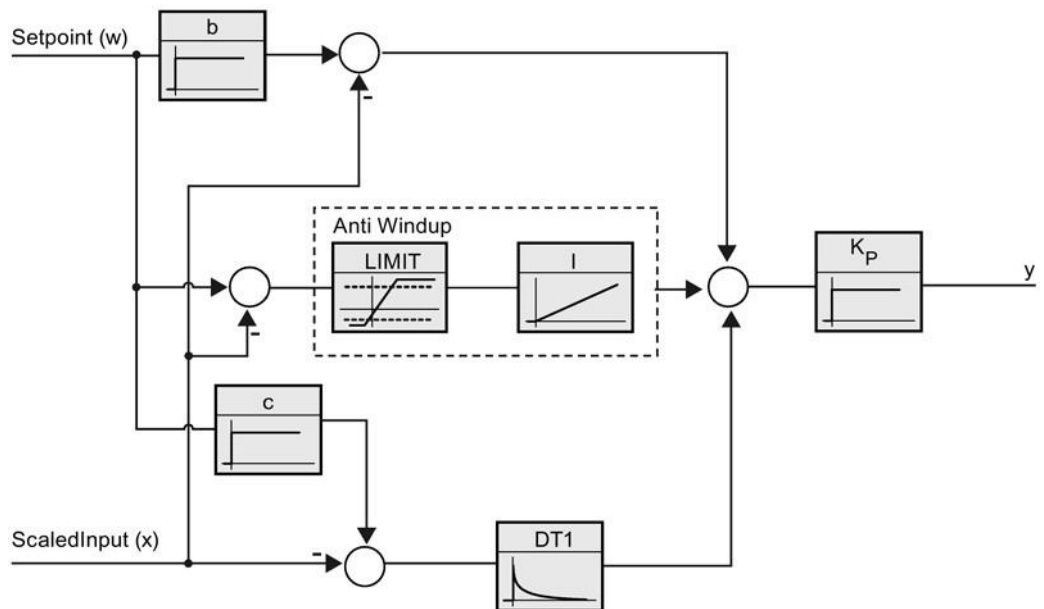 Setpoint (w)
b
-
Anti Windup
LIMIT
I
K_P
y
-
c
ScaledInput (x)
-
DT1